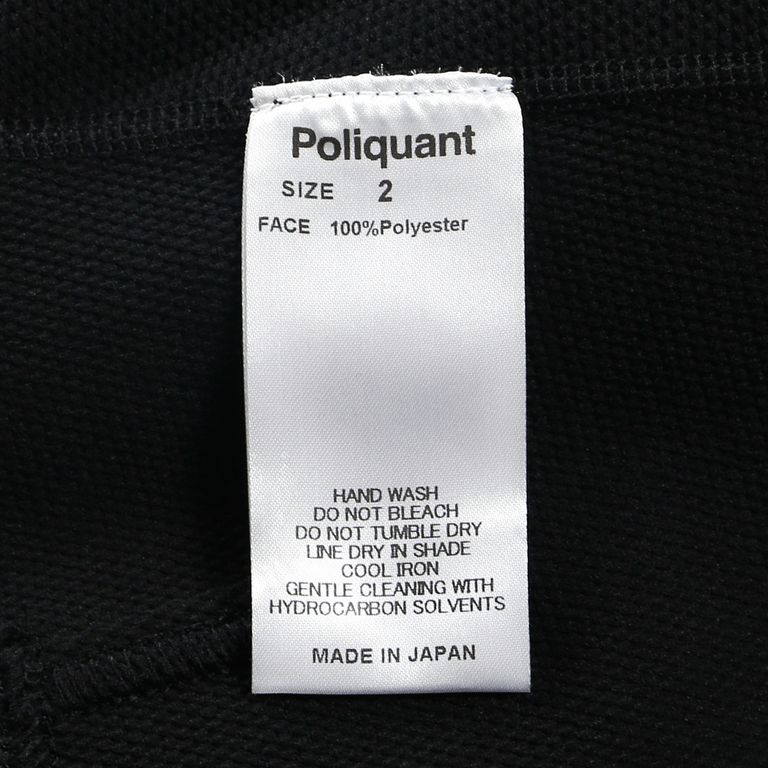 Poliquant
SIZE 2
FACE 100%Polyester
HAND WASH
DO NOT BLEACH
DO NOT TUMBLE DRY
LINE DRY IN SHADE
COOL IRON
GENTLE CLEANING WITH
HYDROCARBON SOLVENTS
MADE IN JAPAN